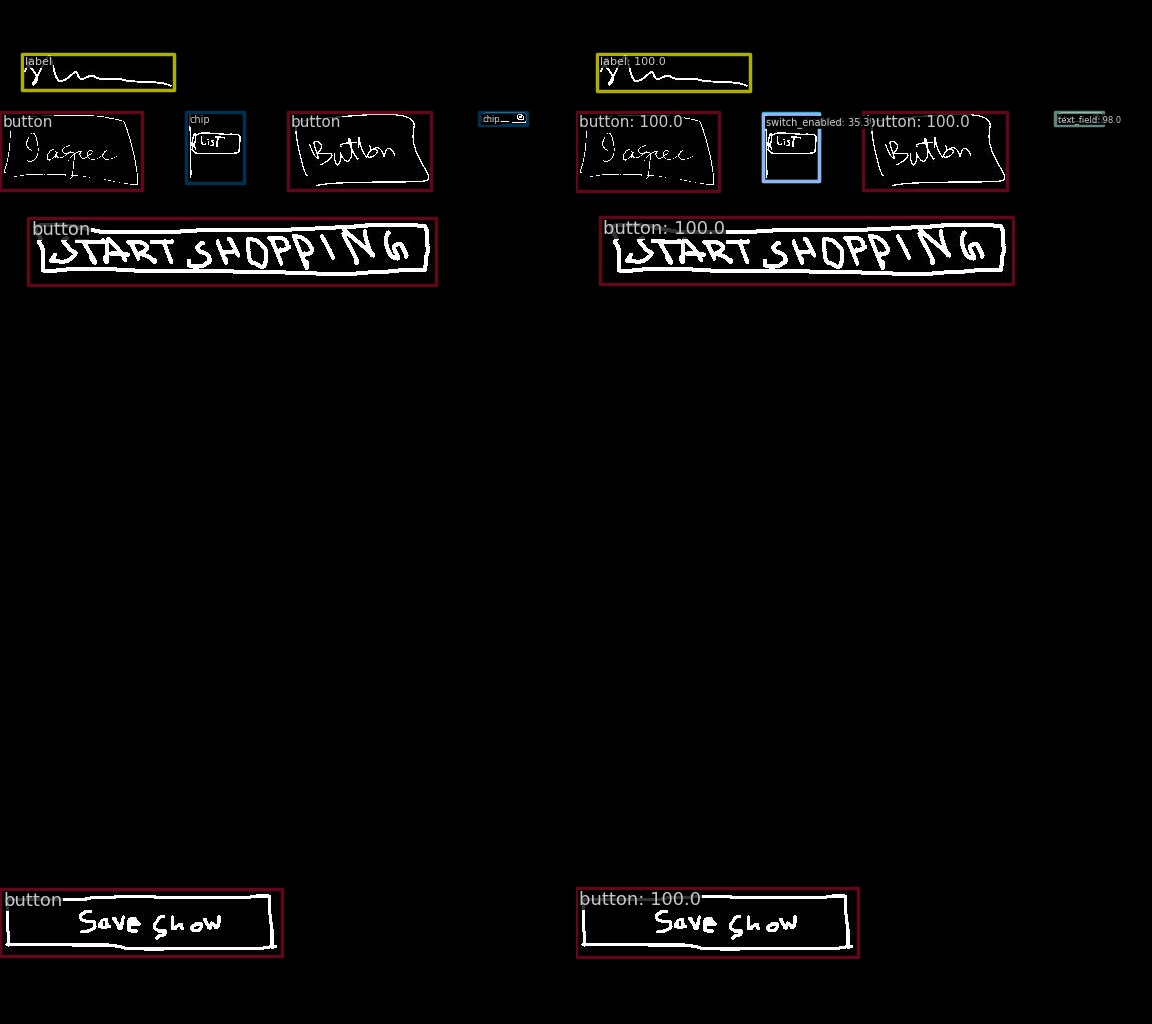 label
label: 100.0
button
chip
button
chip
button: 100.0
switch_enabled: 35.3
button: 100.0
text_field: 98.0
List
Button
List
Button
button
button: 100.0
START SHOPPING
START SHOPPING
button
button: 100.0
Save Show
Save Show